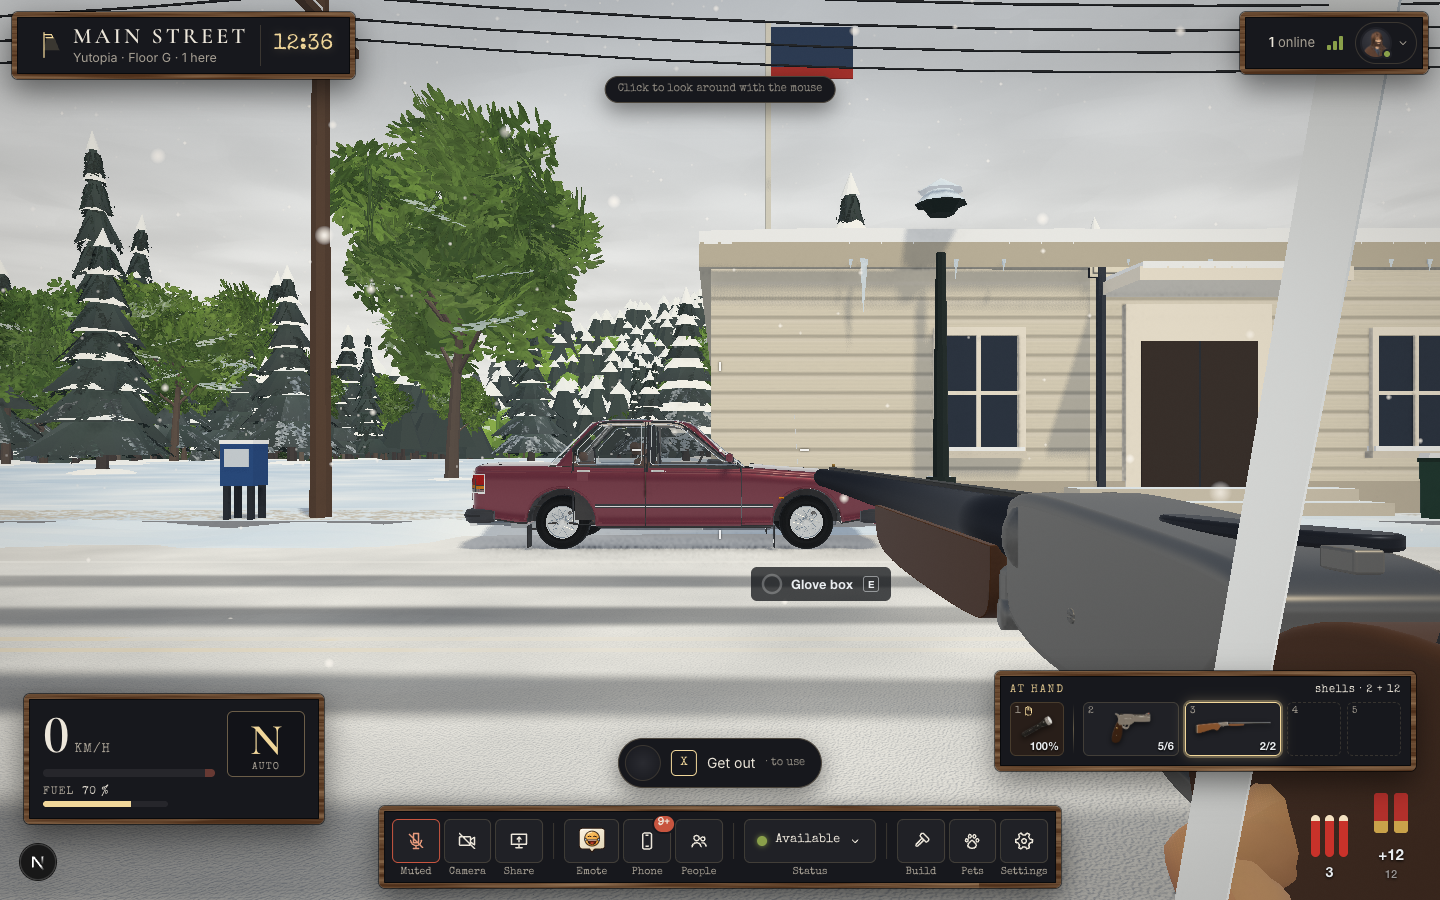 MAIN STREET
Yutopia · Floor G · 1 here
12:36
1 online
Click to look around with the mouse
Glove box E
0 KM/H
N
AUTO
FUEL 70 %
X Get out · to use
AT HAND
shells · 2 + 12
1
100%
2
5/6
3
2/2
4
5
3
+12
12
9+
Available
Muted
Camera
Share
Emote
Phone
People
Status
Build
Pets
Settings
N